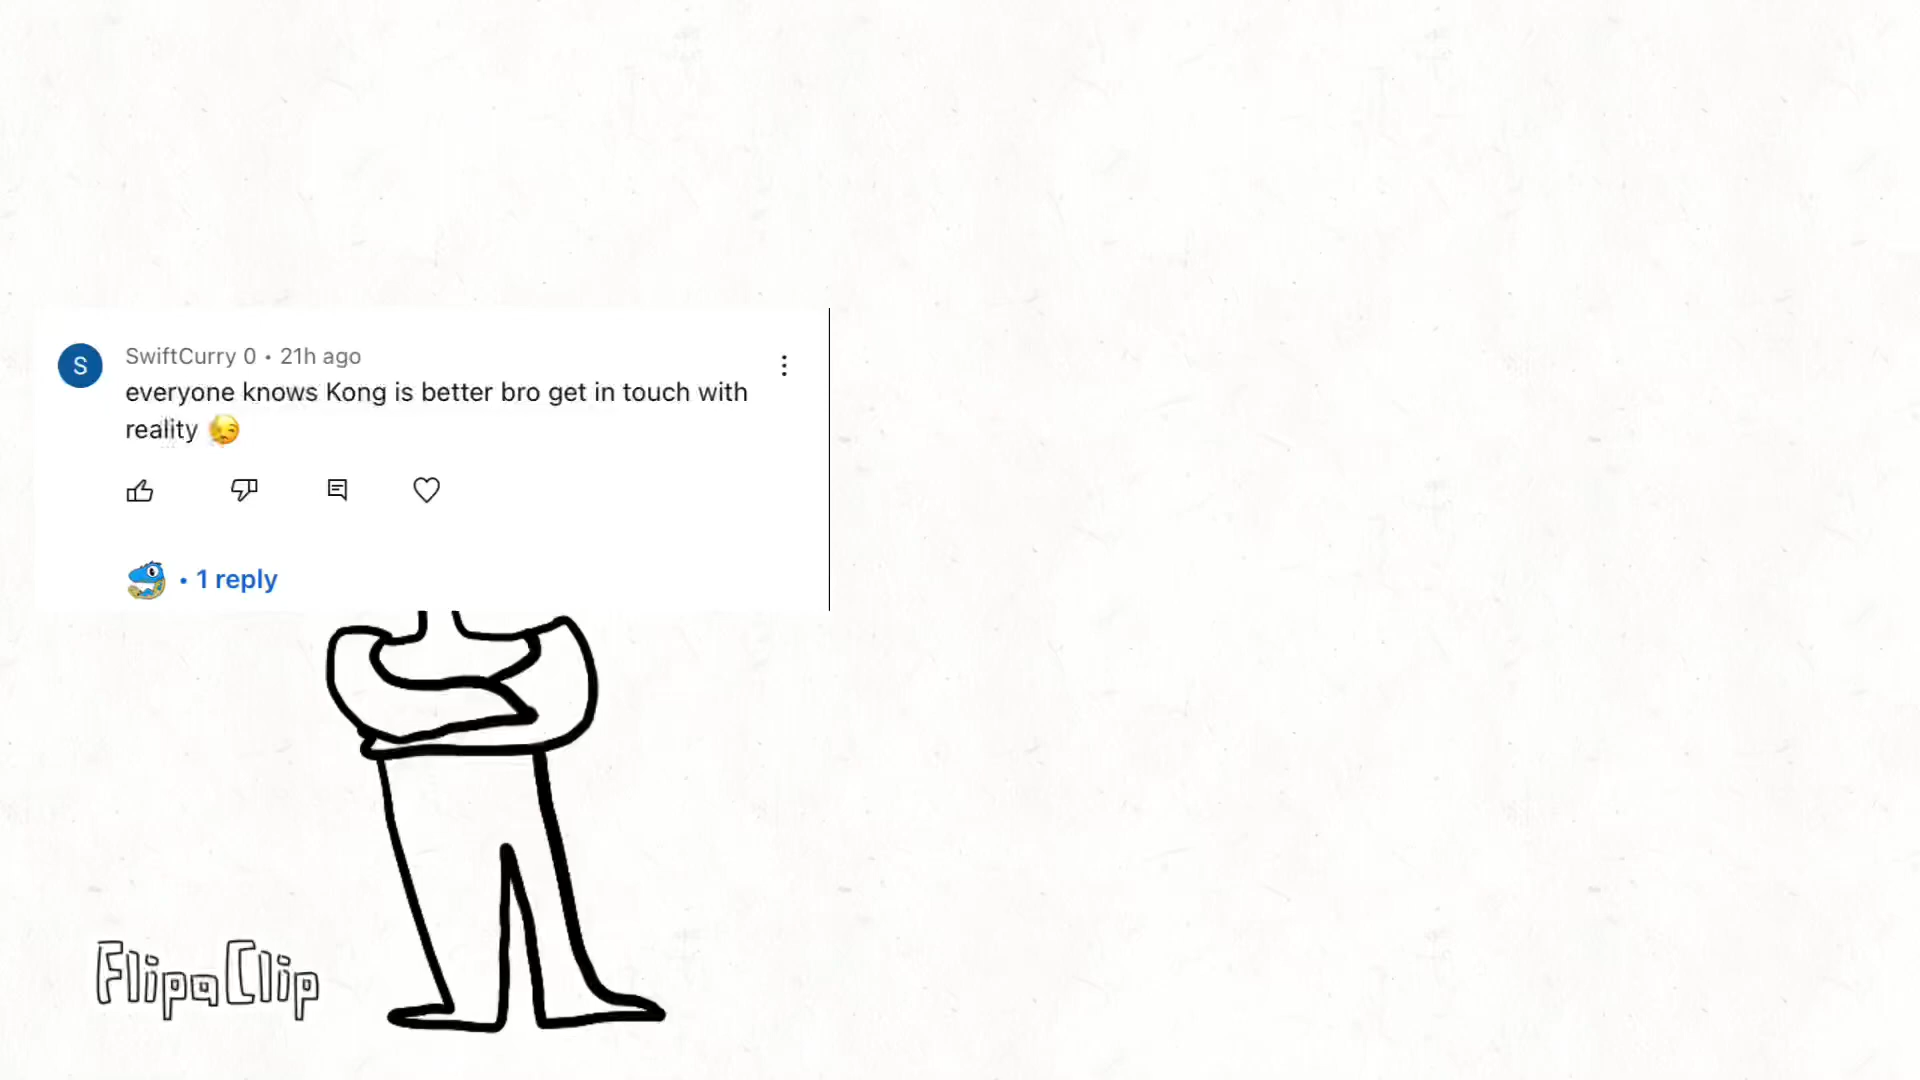 S
SwiftCurry 0 • 21h ago
everyone knows Kong is better bro get in touch with
reality
• 1 reply
FlipaClip